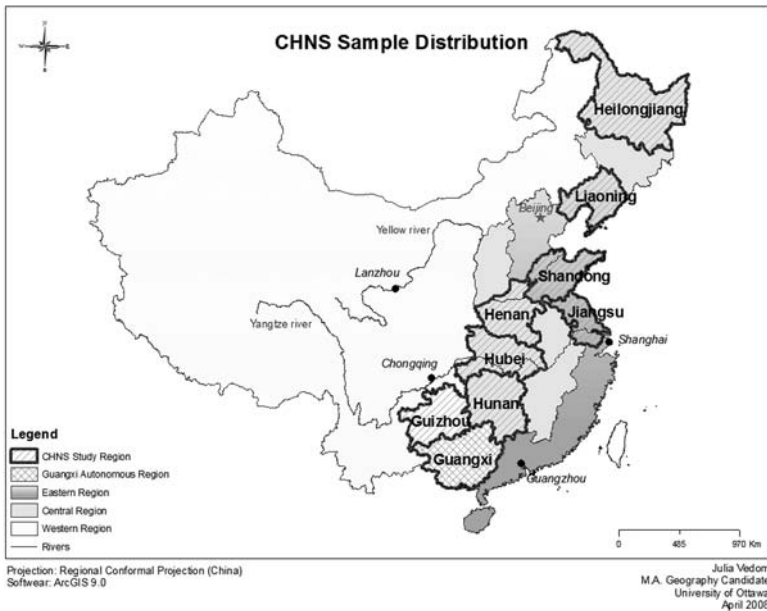 CHNS Sample Distribution
Heilongjiang
Liaoning
Beijing
Yellow river
Lanzhou
Shandong
Henan
Jiangsu
Yangtze river
Shanghai
Chongqing
Hubei
Hunan
Guizhou
Guangxi
Guangzhou
Legend
CHNS Study Region
Guangxi Autonomous Region
Eastern Region
Central Region
Western Region
Rivers
0 485 970 Km
Projection: Regional Conformal Projection (China)
Softwear: ArcGIS 9.0
Julia Vedom
M.A. Geography Candidate
University of Ottawa
April 2008